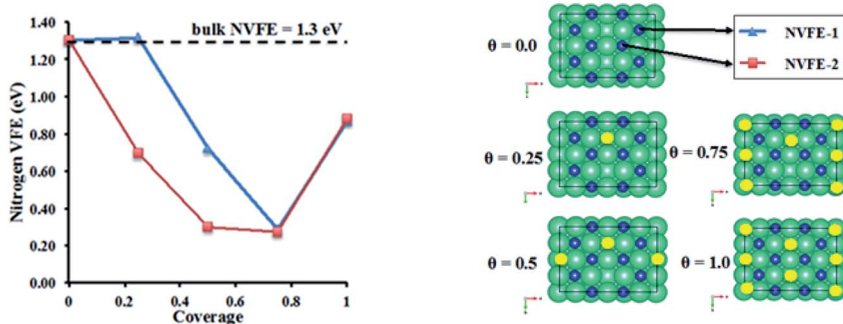 1.40
1.20
1.00
0.80
0.60
0.40
0.20
0.00
Nitrogen VFE (eV)
bulk NVFE = 1.3 eV
0
0.2
0.4
0.6
0.8
1
Coverage
θ = 0.0
NVFE-1
NVFE-2
θ = 0.25
θ = 0.75
θ = 0.5
θ = 1.0